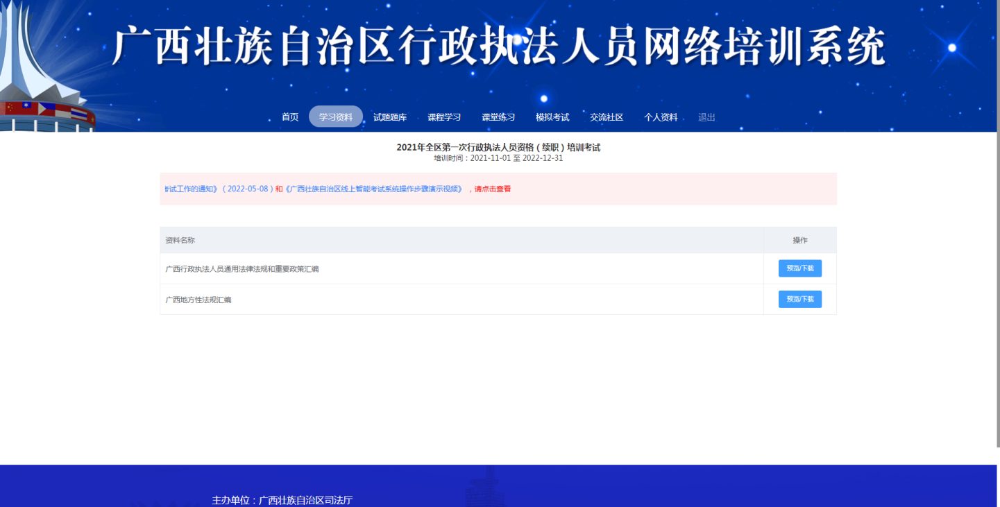 广西壮族自治区行政执法人员网络培训系统
首页 学习资料 试题题库 课程学习 课堂练习 模拟考试 交流社区 个人资料 退出
2021年全区第一次行政执法人员资格（续职）培训考试
培训时间：2021-11-01 至 2022-12-31
试工作的通知》（2022-05-08）和《广西壮族自治区线上智能考试系统操作步骤演示视频》，请点击查看
资料名称 操作
广西行政执法人员通用法律法规和重要政策汇编 预览/下载
广西地方性法规汇编 预览/下载
主办单位：广西壮族自治区司法厅